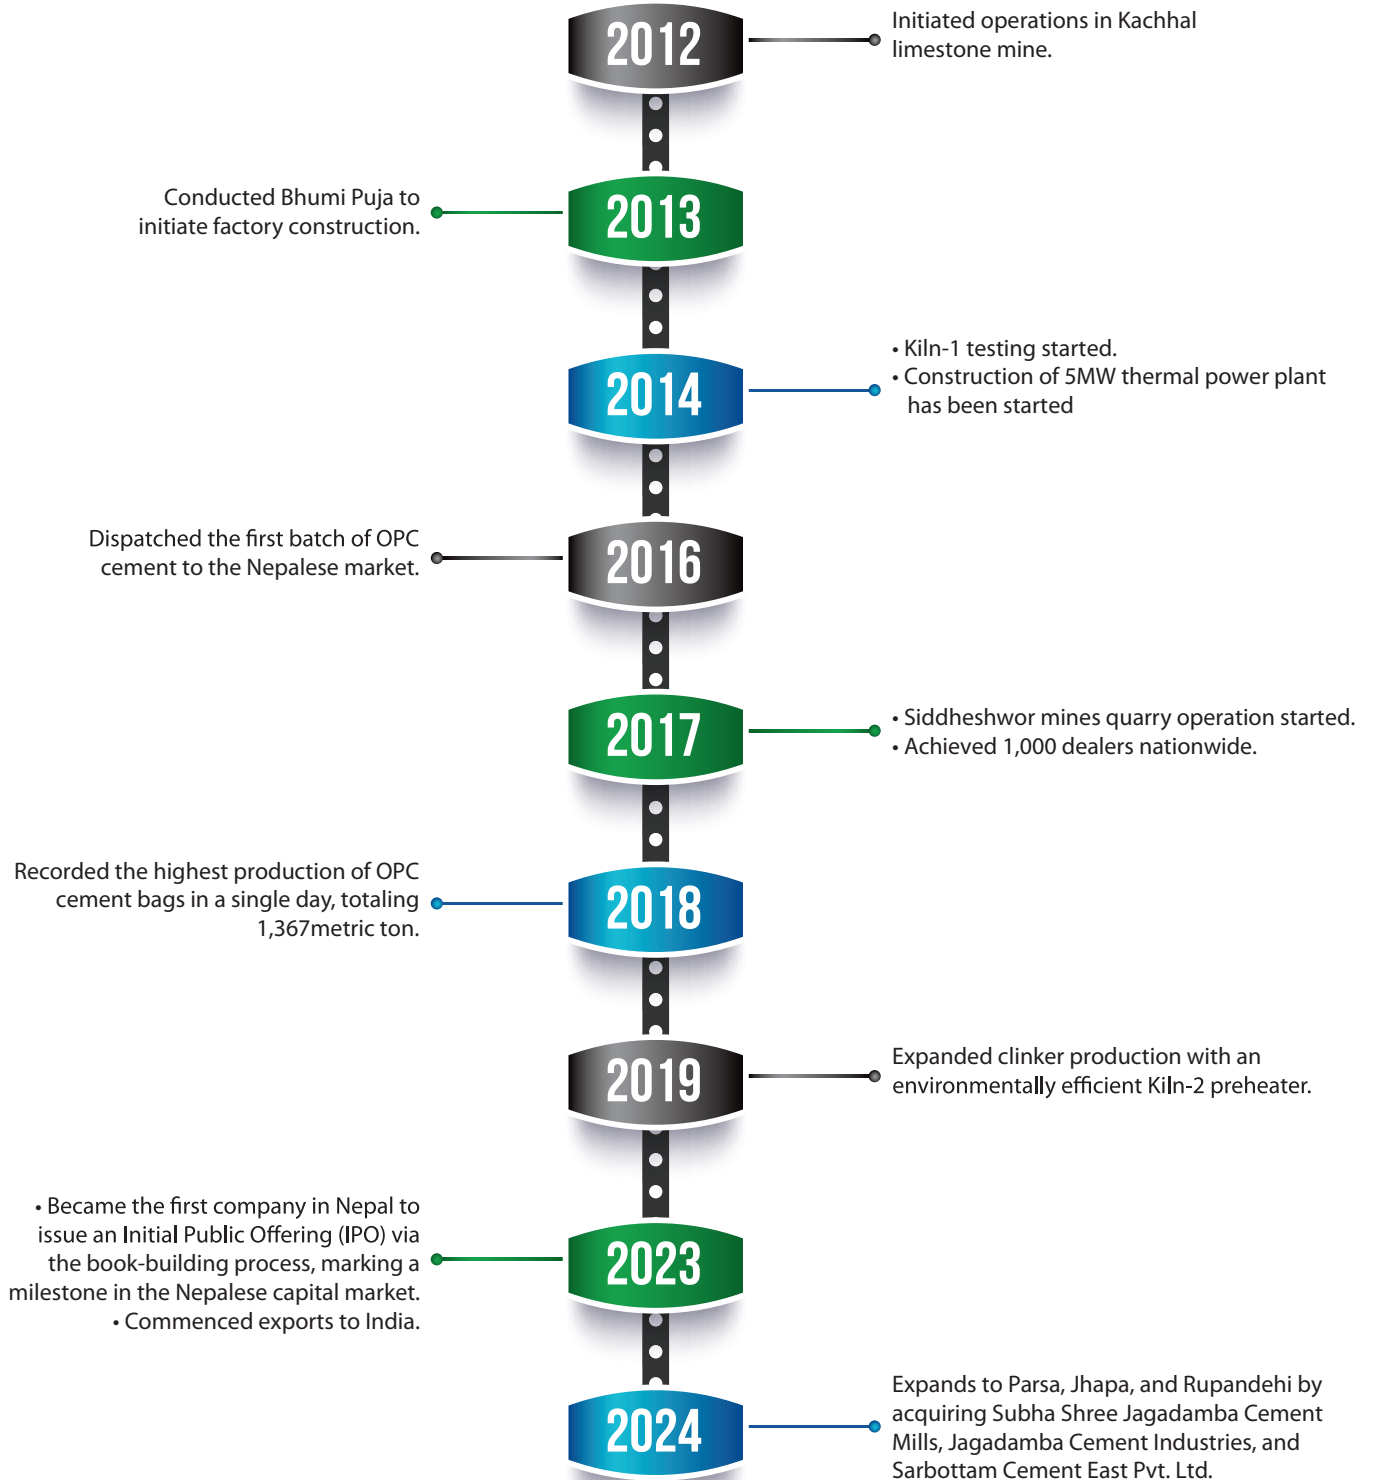 2012
Initiated operations in Kachhal
limestone mine.
Conducted Bhumi Puja to
initiate factory construction.
2013
2014
• Kiln-1 testing started.
• Construction of 5MW thermal power plant
has been started
Dispatched the first batch of OPC
cement to the Nepalese market.
2016
2017
• Siddheshwor mines quarry operation started.
• Achieved 1,000 dealers nationwide.
Recorded the highest production of OPC
cement bags in a single day, totaling
1,367metric ton.
2018
2019
Expanded clinker production with an
environmentally efficient Kiln-2 preheater.
• Became the first company in Nepal to
issue an Initial Public Offering (IPO) via
the book-building process, marking a
milestone in the Nepalese capital market.
• Commenced exports to India.
2023
2024
Expands to Parsa, Jhapa, and Rupandehi by
acquiring Subha Shree Jagadamba Cement
Mills, Jagadamba Cement Industries, and
Sarbottam Cement East Pvt. Ltd.